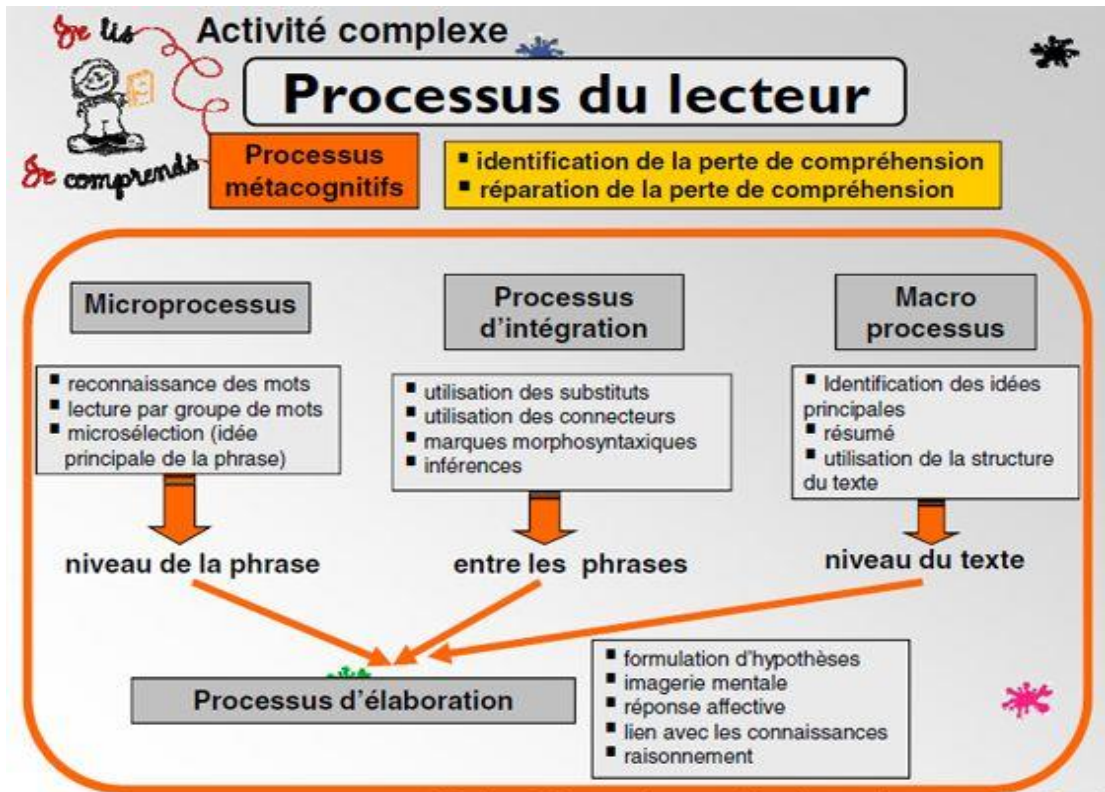 Je lis
Activité complexe
Processus du lecteur
Je comprends
Processus
métacognitifs
▪ identification de la perte de compréhension
▪ réparation de la perte de compréhension
Microprocessus
▪ reconnaissance des mots
▪ lecture par groupe de mots
▪ microsélection (idée
principale de la phrase)
niveau de la phrase
Processus
d’intégration
▪ utilisation des substituts
▪ utilisation des connecteurs
▪ marques morphosyntaxiques
▪ inférences
entre les phrases
Macro
processus
▪ Identification des idées
principales
▪ résumé
▪ utilisation de la structure
du texte
niveau du texte
Processus d’élaboration
▪ formulation d’hypothèses
▪ imagerie mentale
▪ réponse affective
▪ lien avec les connaissances
▪ raisonnement